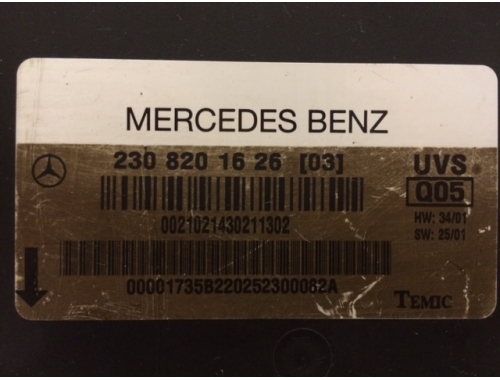 MERCEDES BENZ
230 820 16 26 [03] UVS
Q05
0021021430211302 HW: 34/01
SW: 25/01
00001735B220252300082A
TEMIC